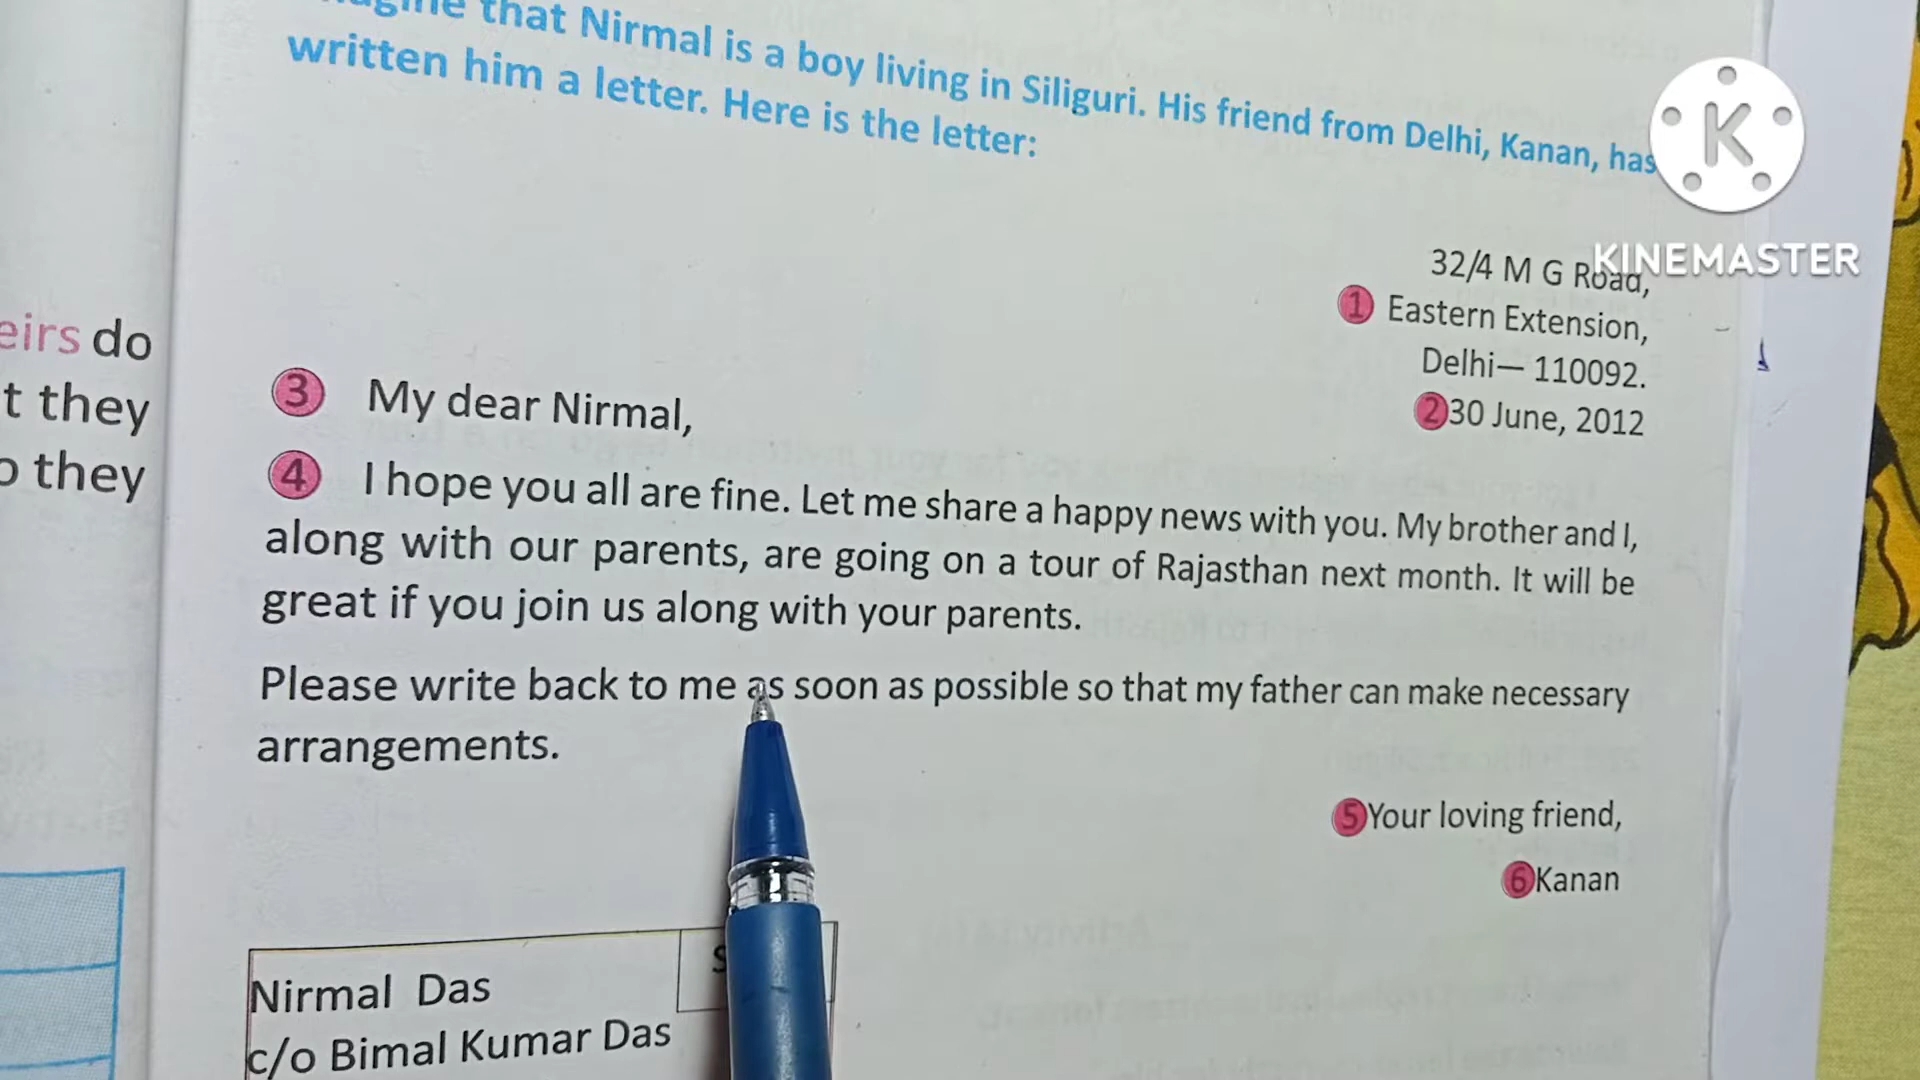 that Nirmal is a boy living in Siliguri. His friend from Delhi, Kanan, has
written him a letter. Here is the letter:
K
KINEMASTER
32/4 M G Road,
1 Eastern Extension,
Delhi— 110092.
2 30 June, 2012
do
they
they
3 My dear Nirmal,
4 I hope you all are fine. Let me share a happy news with you. My brother and I,
along with our parents, are going on a tour of Rajasthan next month. It will be
great if you join us along with your parents.
Please write back to me as soon as possible so that my father can make necessary
arrangements.
5 Your loving friend,
6 Kanan
Nirmal Das
c/o Bimal Kumar Das